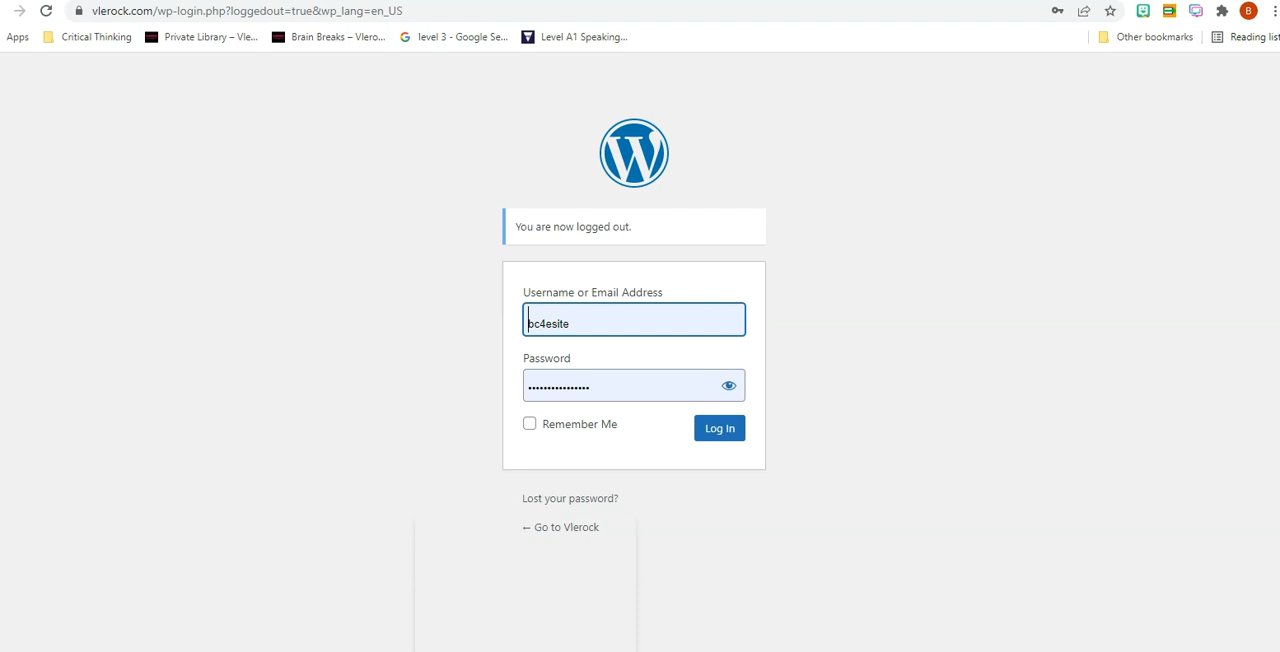 vlerock.com/wp-login.php?loggedout=true&wp_lang=en_US
B
Apps Critical Thinking Private Library – Vle... Brain Breaks – Vlero... level 3 - Google Se... Level A1 Speaking... Other bookmarks Reading list
You are now logged out.
Username or Email Address
bc4esite
Password
••••••••••••••••
Remember Me Log In
Lost your password?
← Go to Vlerock